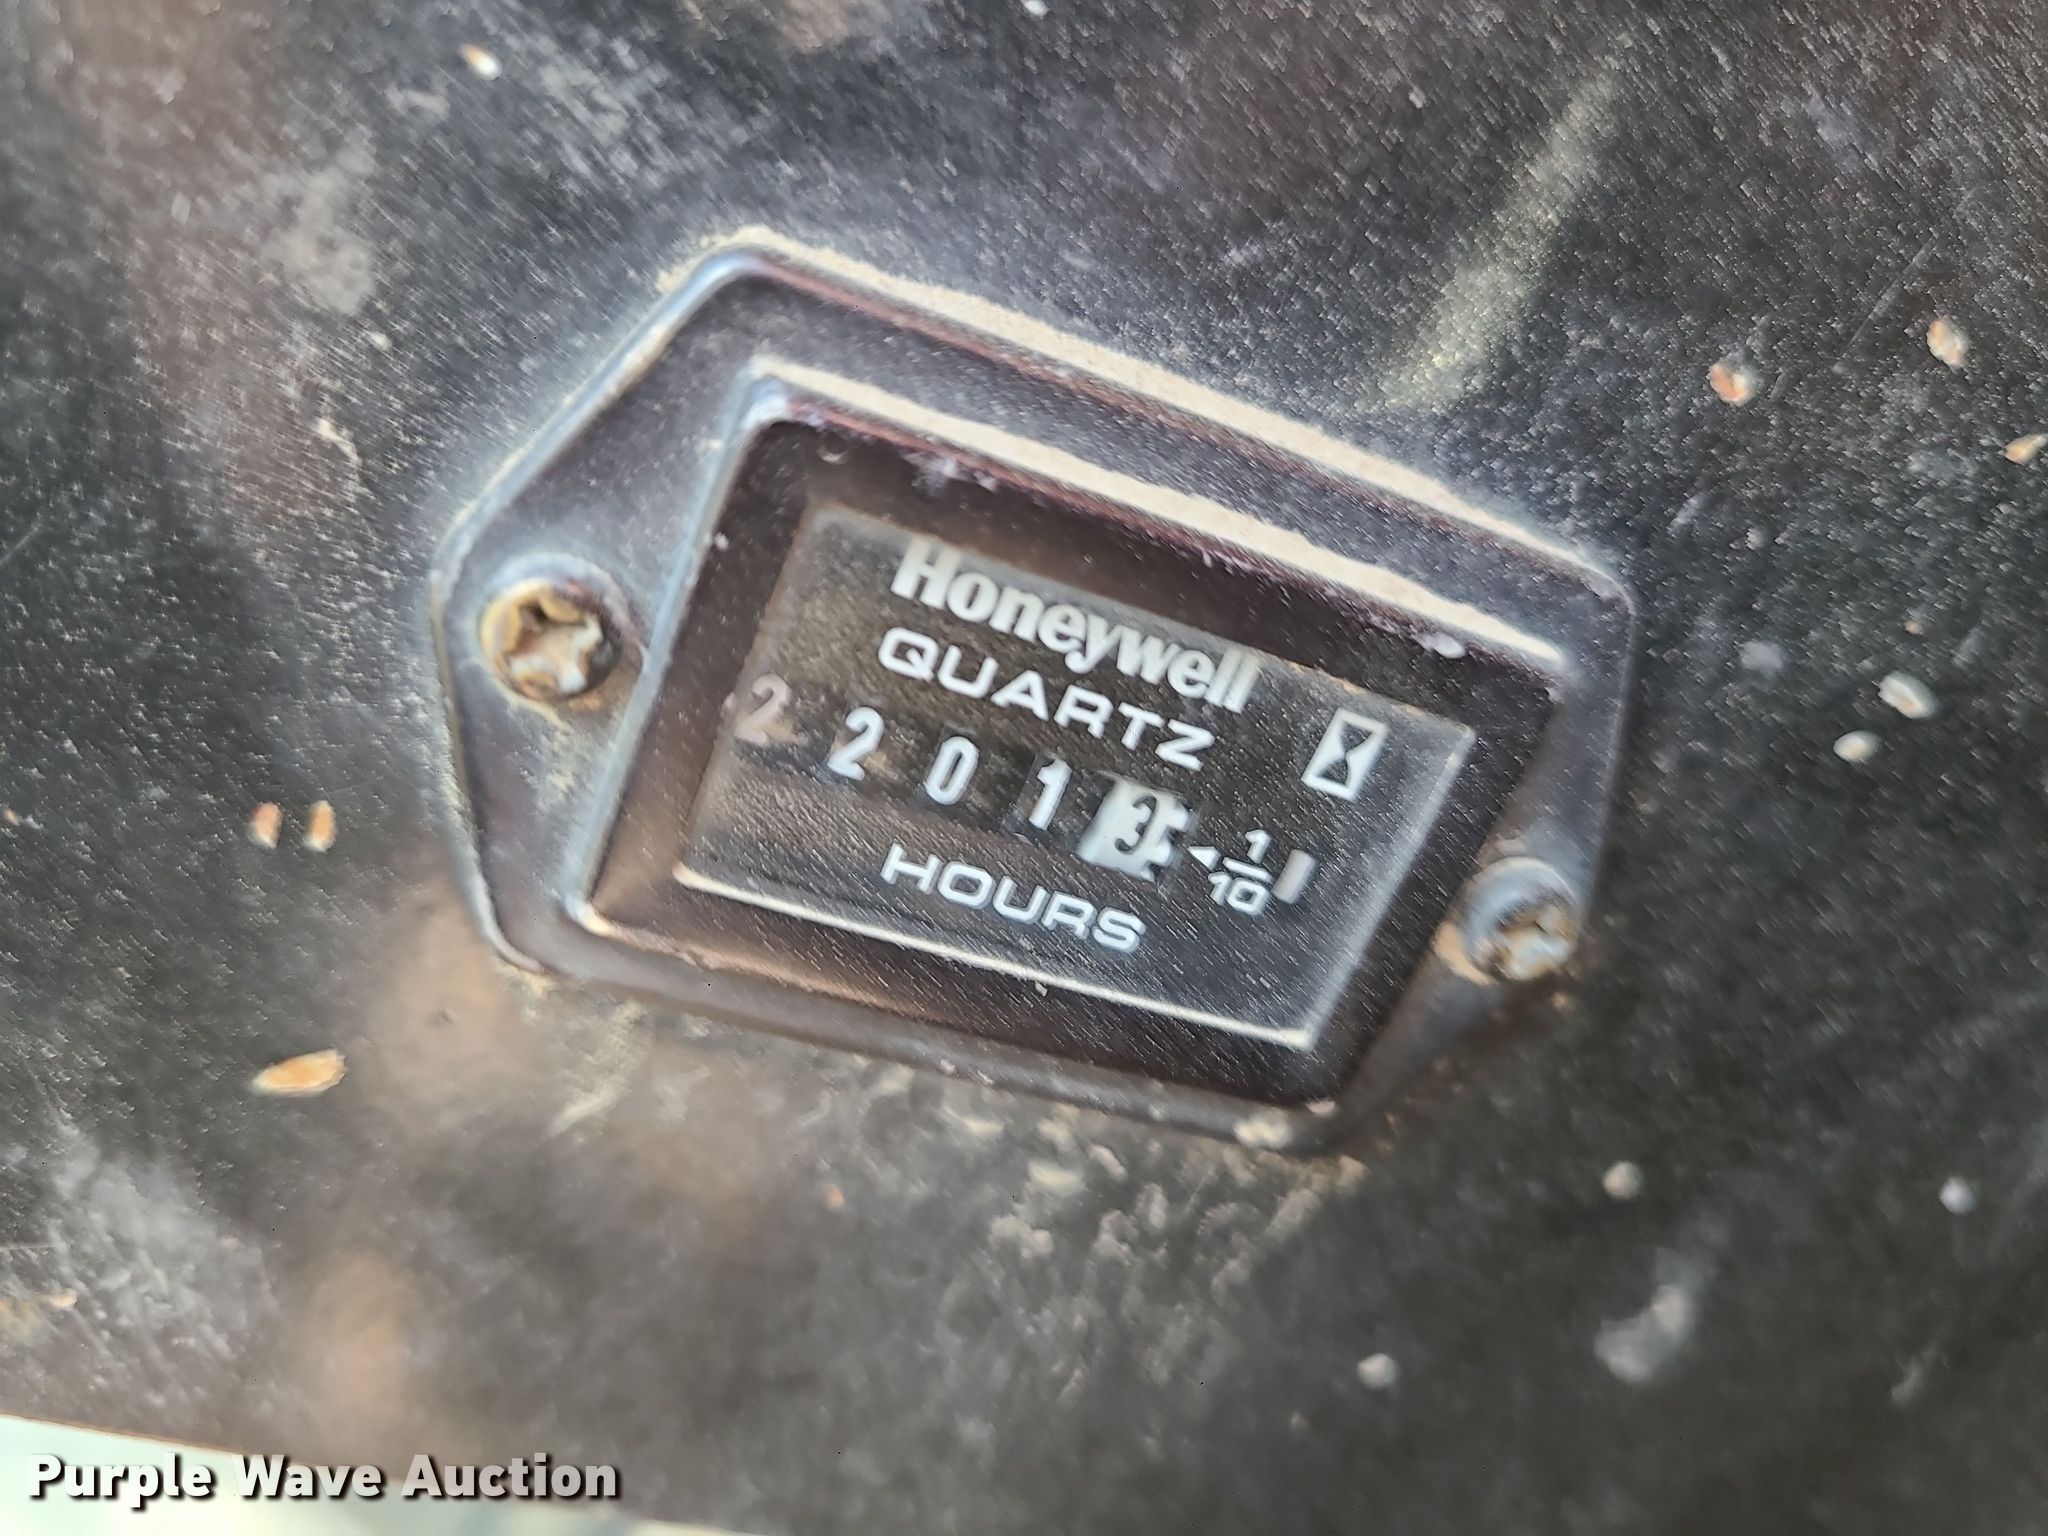 Honeywell
QUARTZ
2 2 0 1 3 ◄ 1/10
HOURS
Purple Wave Auction